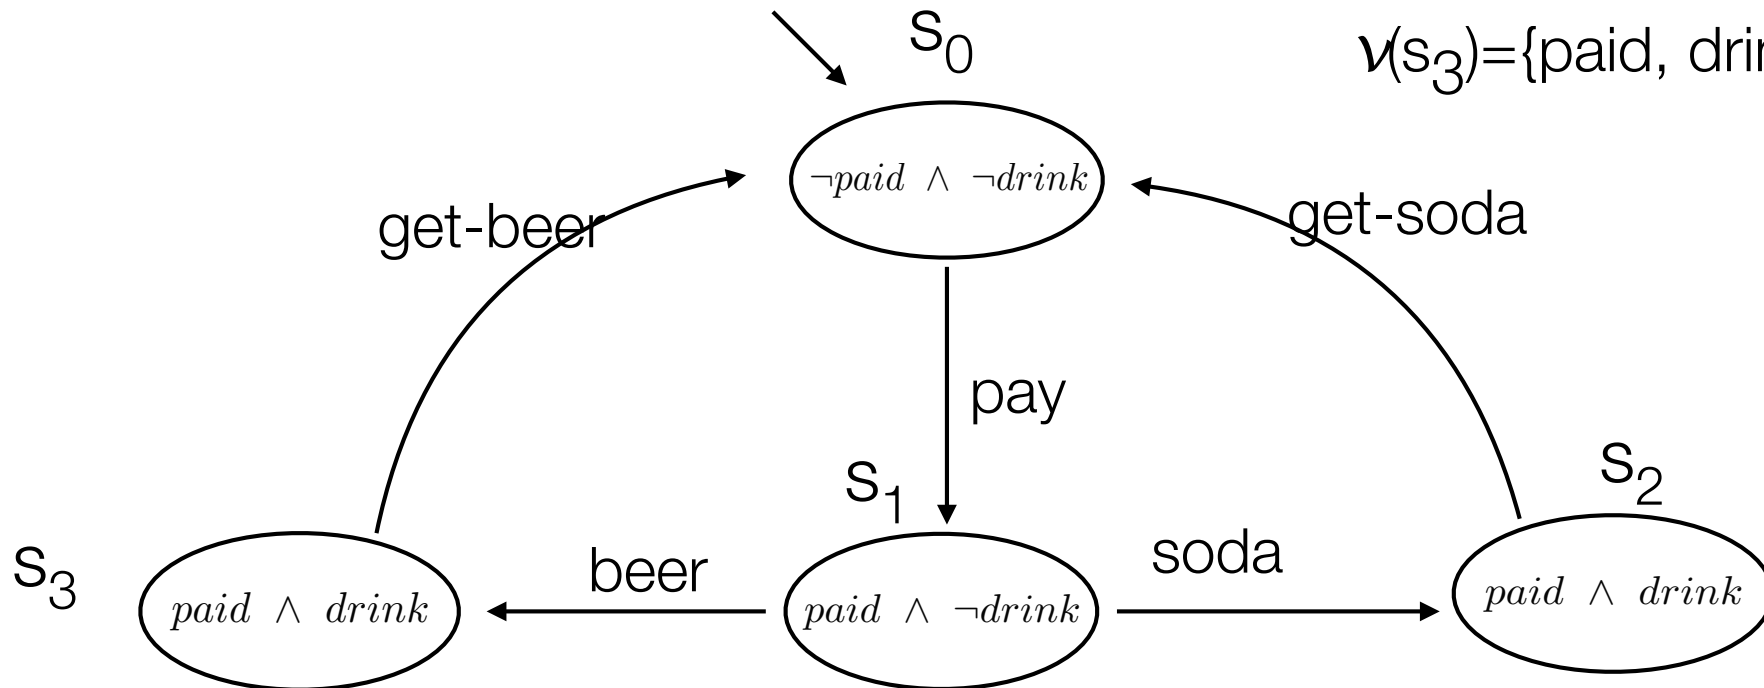 s₀
ν(s₃)={paid,
¬paid ∧ ¬drink
get-beer
get-soda
pay
s₁
s₂
s₃
beer
soda
paid ∧ drink
paid ∧ ¬drink
paid ∧ drink